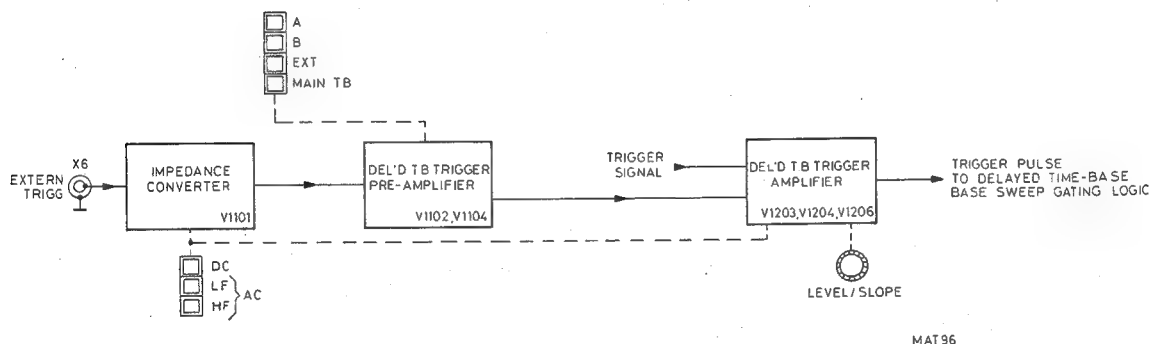 A
B
EXT
MAIN TB
X6
EXTERN
TRIGG
IMPEDANCE
CONVERTER
V1101
DEL'D TB TRIGGER
PRE-AMPLIFIER
V1102,V1104
TRIGGER
SIGNAL
DEL'D TB TRIGGER
AMPLIFIER
V1203,V1204,V1206
TRIGGER PULSE
TO DELAYED TIME-BASE
BASE SWEEP GATING LOGIC
DC
LF
HF
AC
LEVEL/SLOPE
MAT96